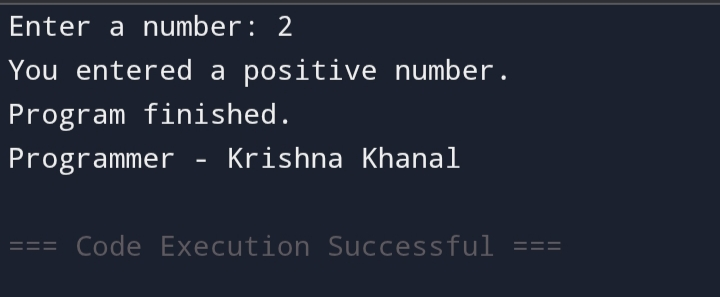 Enter a number: 2
You entered a positive number.
Program finished.
Programmer - Krishna Khanal
=== Code Execution Successful ===